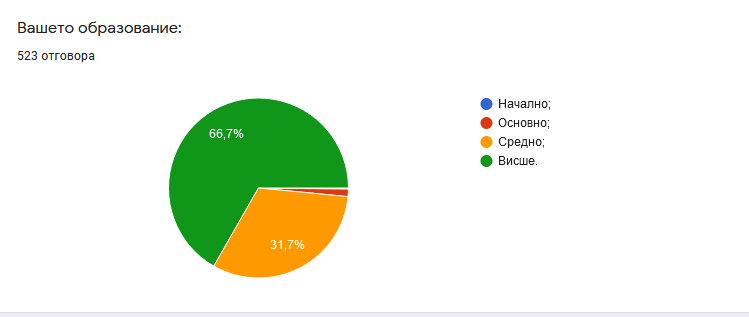 Вашето образование:
523 отговора
66,7%
31,7%
Начално;
Основно;
Средно;
Висше.